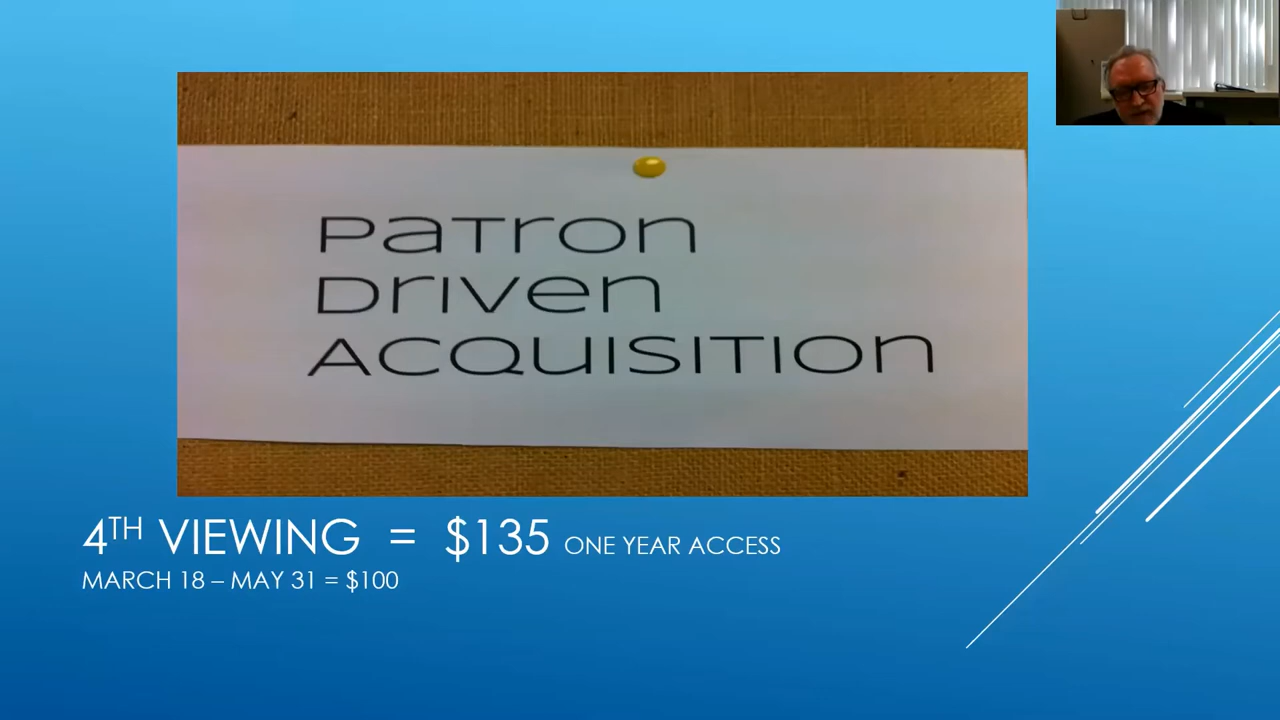 Patron
Driven
Acquisition
4TH VIEWING = $135 ONE YEAR ACCESS
MARCH 18 – MAY 31 = $100